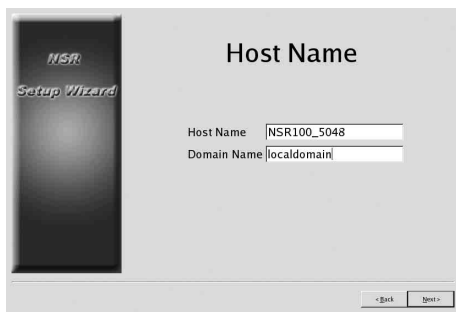 NSR
Setup Wizard
Host Name
Host Name NSR100_5048
Domain Name localdomain
<Back Next>